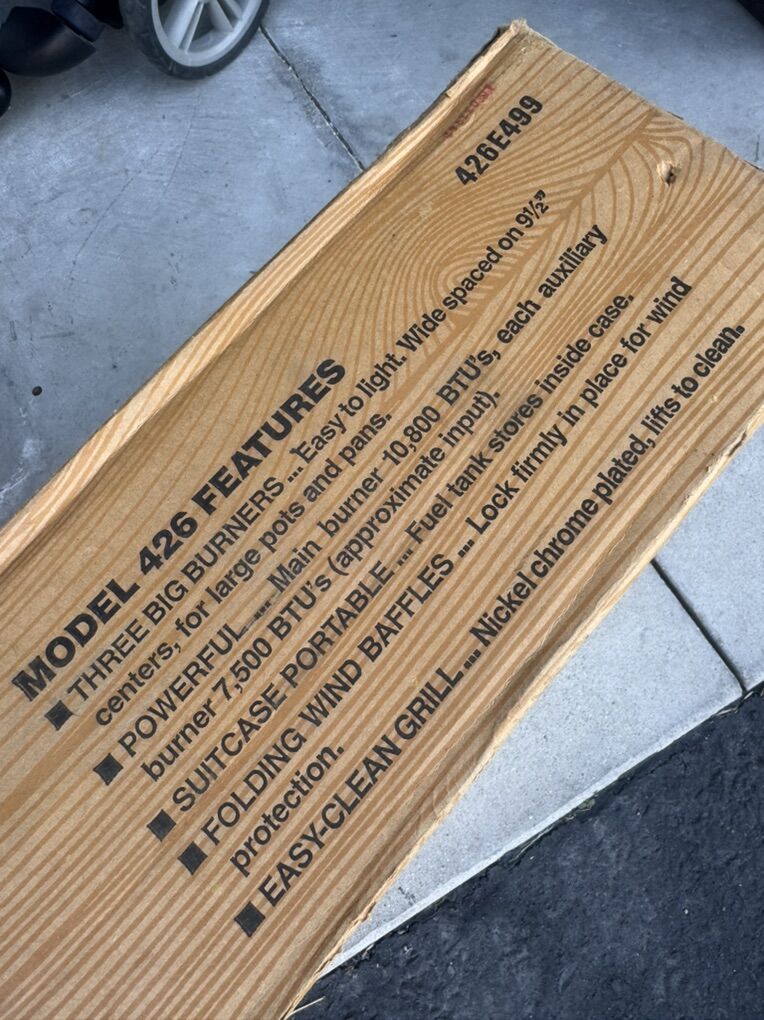 426E499
MODEL 426 FEATURES
■ THREE BIG BURNERS ... Easy to light. Wide spaced on 9½”
centers, for large pots and pans.
■ POWERFUL ... Main burner 10,800 BTU's, each auxiliary
burner 7,500 BTU's (approximate input).
■ SUITCASE PORTABLE ... Fuel tank stores inside case.
■ FOLDING WIND BAFFLES ... Lock firmly in place for wind
protection.
■ EASY-CLEAN GRILL ... Nickel chrome plated, lifts to clean.